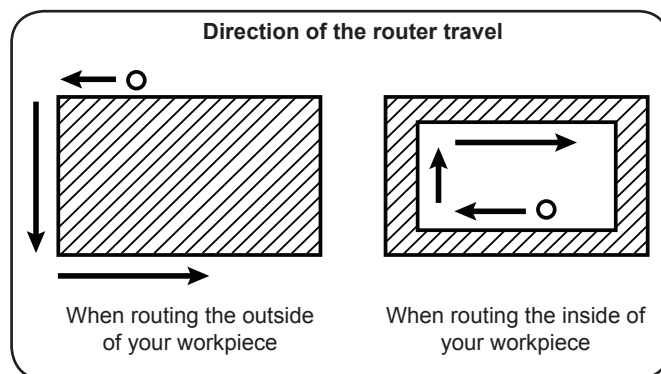 Direction of the router travel
When routing the outside
of your workpiece
When routing the inside of
your workpiece